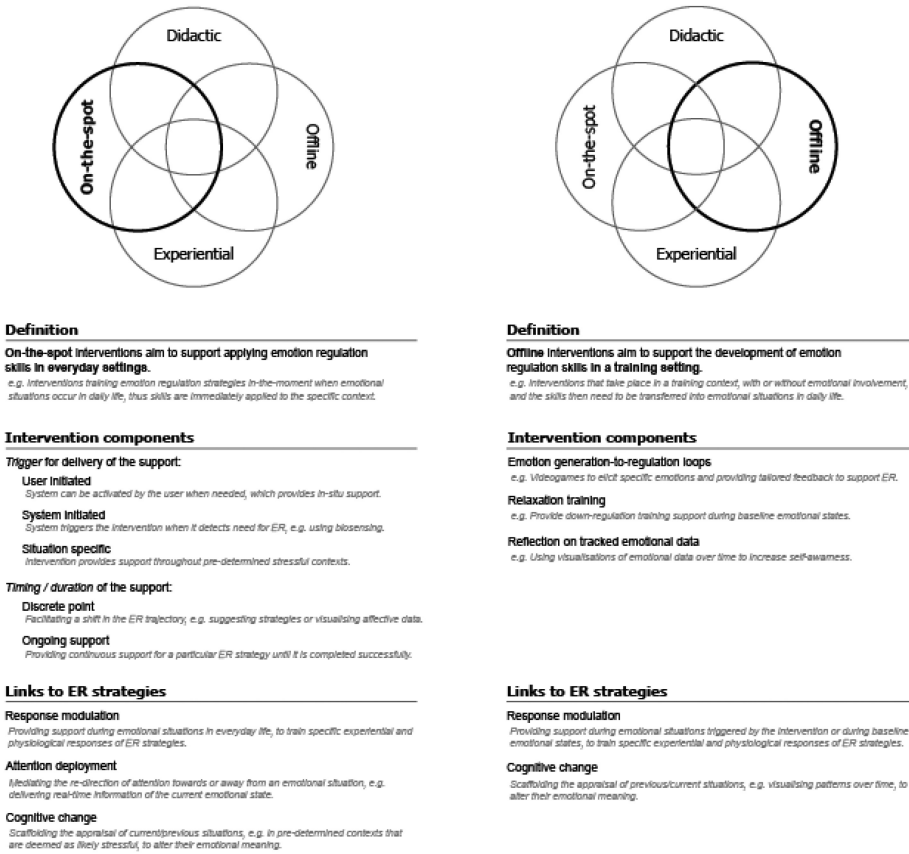 Didactic
On-the-spot
Offline
Experiential
Definition
On-the-spot interventions aim to support applying emotion regulation
skills in everyday settings.
e.g. Interventions training emotion regulation strategies in-the-moment when emotional
situations occur in daily life, thus skills are immediately applied to the specific context.
Intervention components
Trigger for delivery of the support:
User initiated
System can be activated by the user when needed, which provides in-situ support.
System initiated
System triggers the intervention when it detects need for ER, e.g. using biosensing.
Situation specific
Intervention provides support throughout pre-determined stressful contexts.
Timing / duration of the support:
Discrete point
Facilitating a shift in the ER trajectory, e.g. suggesting strategies or visualising affective data.
Ongoing support
Providing continuous support for a particular ER strategy until it is completed successfully.
Links to ER strategies
Response modulation
Providing support during emotional situations in everyday life, to train specific experiential and
physiological responses of ER strategies.
Attention deployment
Mediating the re-direction of attention towards or away from an emotional situation, e.g.
delivering real-time information of the current emotional state.
Cognitive change
Scaffolding the appraisal of current/previous situations, e.g. in pre-determined contexts that
are deemed as likely stressful, to alter their emotional meaning.
Didactic
On-the-spot
Offline
Experiential
Definition
Offline interventions aim to support the development of emotion
regulation skills in a training setting.
e.g. Interventions that take place in a training context, with or without emotional involvement,
and the skills then need to be transferred into emotional situations in daily life.
Intervention components
Emotion generation-to-regulation loops
e.g. Videogames to elicit specific emotions and providing tailored feedback to support ER.
Relaxation training
e.g. Provide down-regulation training support during baseline emotional states.
Reflection on tracked emotional data
e.g. Using visualisations of emotional data over time to increase self-awarness.
Links to ER strategies
Response modulation
Providing support during emotional situations triggered by the intervention or during baseline
emotional states, to train specific experiential and physiological responses of ER strategies.
Cognitive change
Scaffolding the appraisal of previous/current situations, e.g. visualising patterns over time, to
alter their emotional meaning.